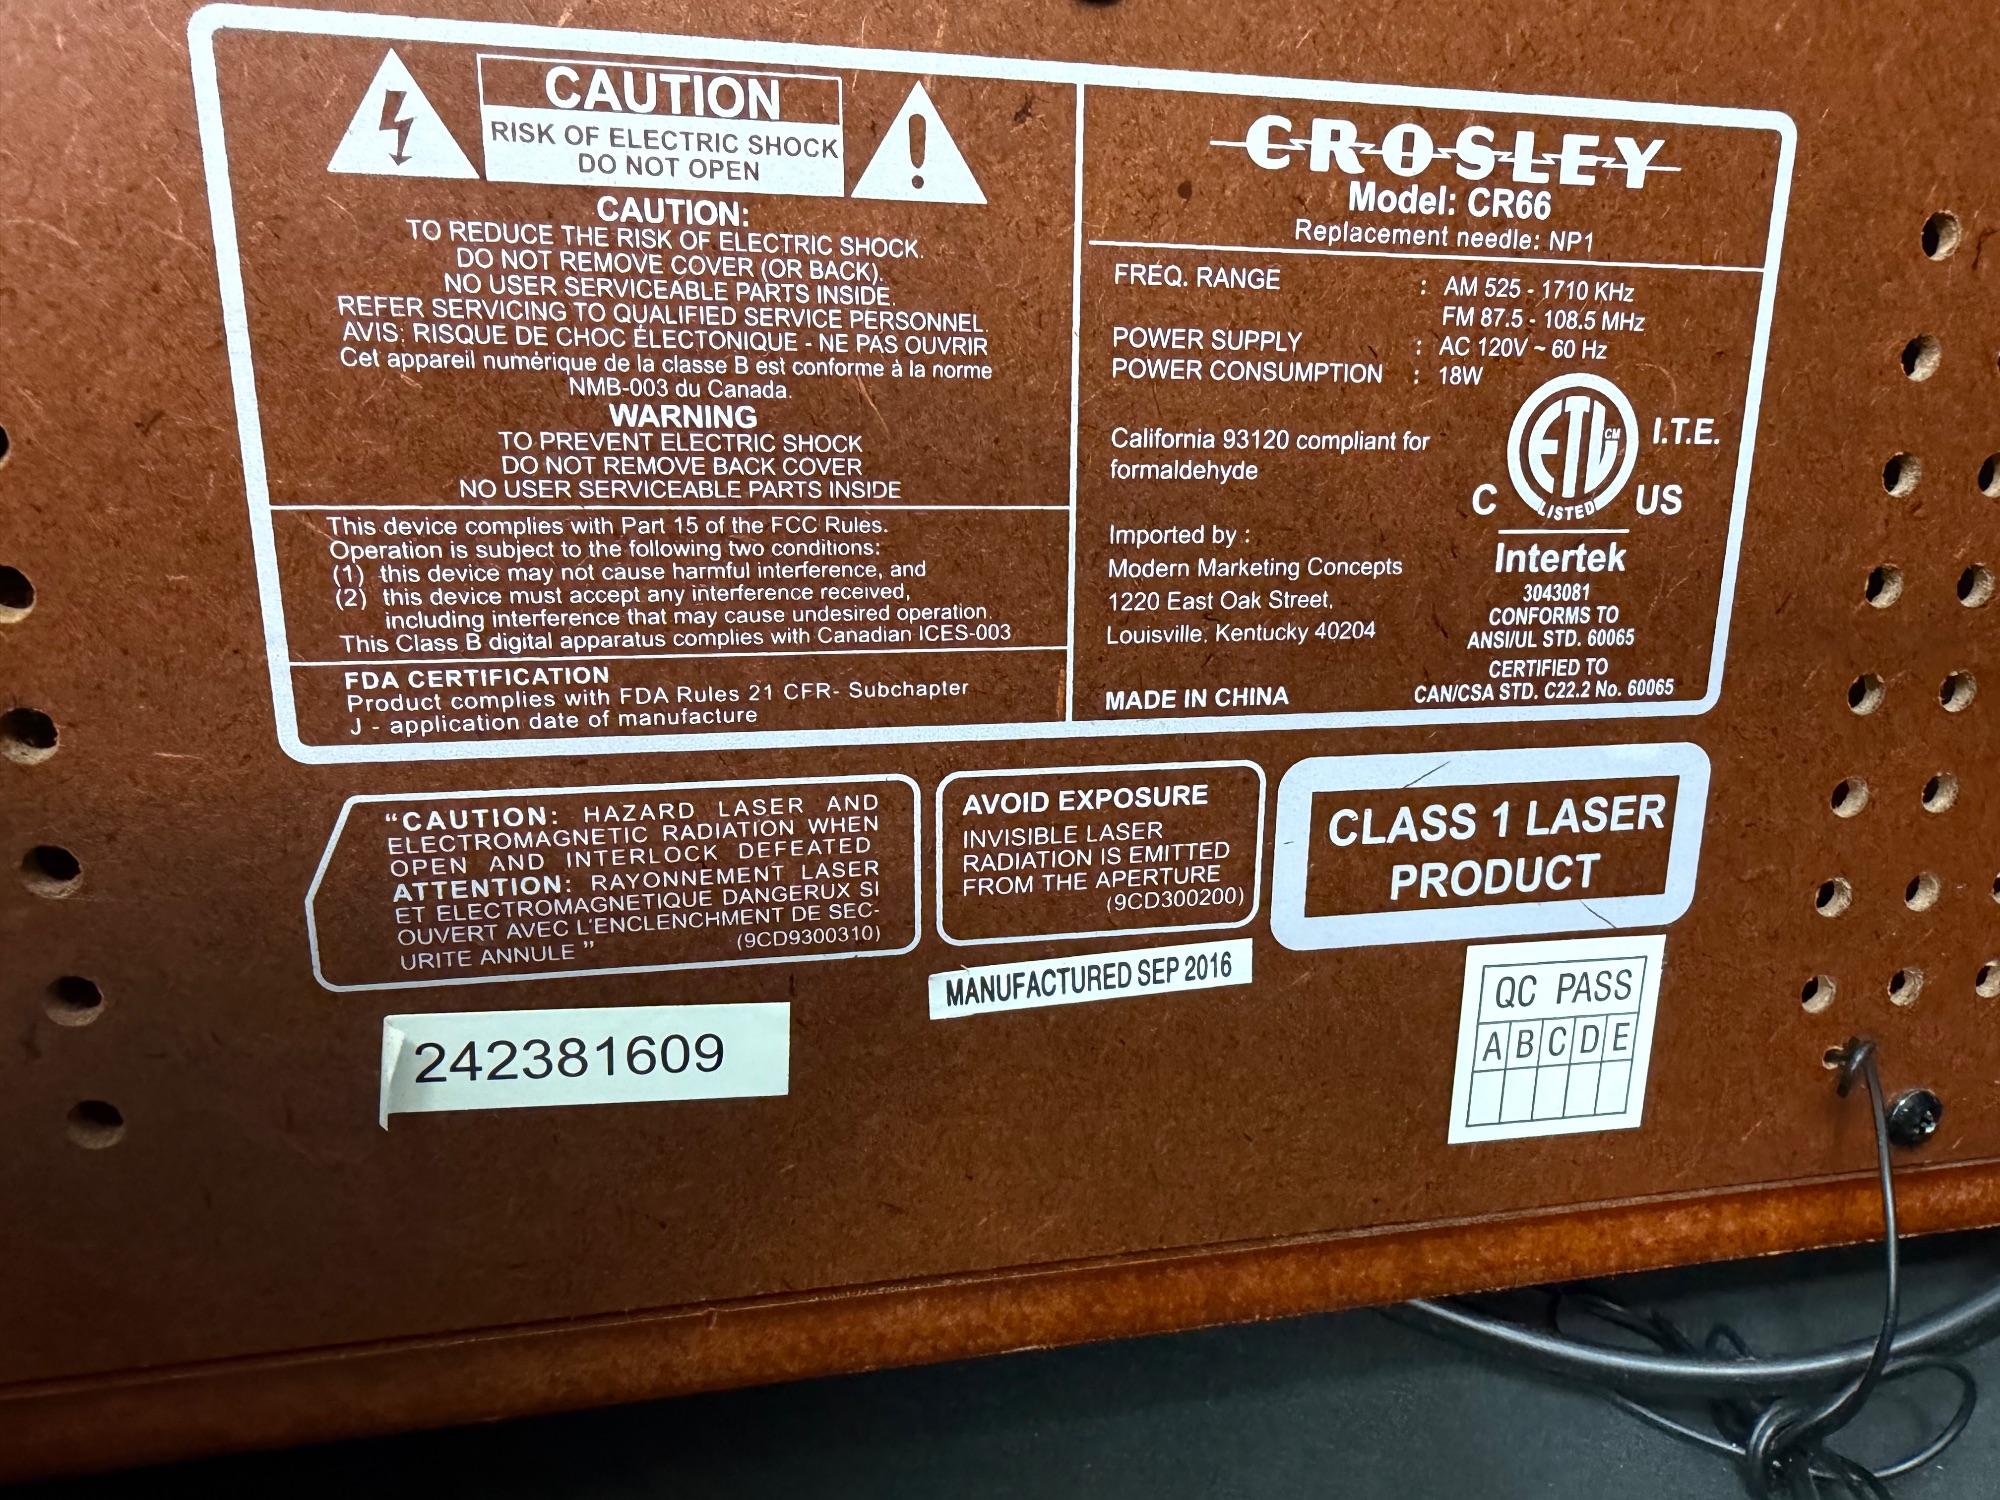 CAUTION
RISK OF ELECTRIC SHOCK
DO NOT OPEN
CAUTION:
TO REDUCE THE RISK OF ELECTRIC SHOCK.
DO NOT REMOVE COVER (OR BACK).
NO USER SERVICEABLE PARTS INSIDE.
REFER SERVICING TO QUALIFIED SERVICE PERSONNEL.
AVIS: RISQUE DE CHOC ÉLECTONIQUE - NE PAS OUVRIR
Cet appareil numérique de la classe B est conforme à la norme
NMB-003 du Canada.
WARNING
TO PREVENT ELECTRIC SHOCK
DO NOT REMOVE BACK COVER
NO USER SERVICEABLE PARTS INSIDE
This device complies with Part 15 of the FCC Rules.
Operation is subject to the following two conditions:
(1) this device may not cause harmful interference, and
(2) this device must accept any interference received,
including interference that may cause undesired operation.
This Class B digital apparatus complies with Canadian ICES-003
FDA CERTIFICATION
Product complies with FDA Rules 21 CFR- Subchapter
J - application date of manufacture
CROSLEY
Model: CR66
Replacement needle: NP1
FREQ. RANGE : AM 525 - 1710 KHz
FM 87.5 - 108.5 MHz
POWER SUPPLY : AC 120V ~ 60 Hz
POWER CONSUMPTION : 18W
California 93120 compliant for
formaldehyde
Imported by :
Modern Marketing Concepts
1220 East Oak Street,
Louisville, Kentucky 40204
MADE IN CHINA
ETL CM
LISTED
C US
I.T.E.
Intertek
3043081
CONFORMS TO
ANSI/UL STD. 60065
CERTIFIED TO
CAN/CSA STD. C22.2 No. 60065
"CAUTION: HAZARD LASER AND
ELECTROMAGNETIC RADIATION WHEN
OPEN AND INTERLOCK DEFEATED
ATTENTION: RAYONNEMENT LASER
ET ELECTROMAGNETIQUE DANGERUX SI
OUVERT AVEC L'ENCLENCHMENT DE SEC-
URITE ANNULE " (9CD9300310)
AVOID EXPOSURE
INVISIBLE LASER
RADIATION IS EMITTED
FROM THE APERTURE
(9CD300200)
CLASS 1 LASER
PRODUCT
MANUFACTURED SEP 2016
242381609
QC PASS
A B C D E